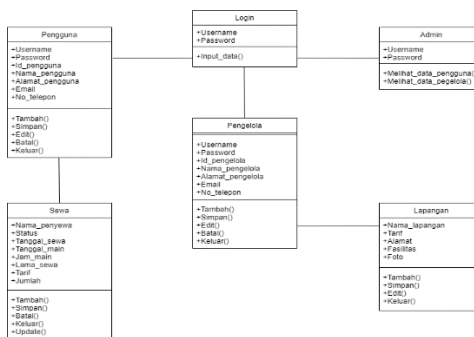 Pengguna
+Username
+Password
+Id_pengguna
+Nama_pengguna
+Alamat_pengguna
+Email
+No_telepon
+Tambah()
+Simpan()
+Edit()
+Batal()
+Keluar()
Login
+Username
+Password
+Input_data()
Admin
+Username
+Password
+Melihat_data_pengguna()
+Melihat_data_pegelola()
Pengelola
+Username
+Password
+Id_pengelola
+Nama_pengelola
+Alamat_pengelola
+Email
+No_telepon
+Tambah()
+Simpan()
+Edit()
+Batal()
+Keluar()
Sewa
+Nama_penyewa
+Status
+Tanggal_sewa
+Tanggal_main
+Jam_main
+Lama_sewa
+Tarif
+Jumlah
+Tambah()
+Simpan()
+Batal()
+Keluar()
+Update()
Lapangan
+Nama_lapangan
+Tarif
+Alamat
+Fasilitas
+Foto
+Tambah()
+Simpan()
+Edit()
+Keluar()